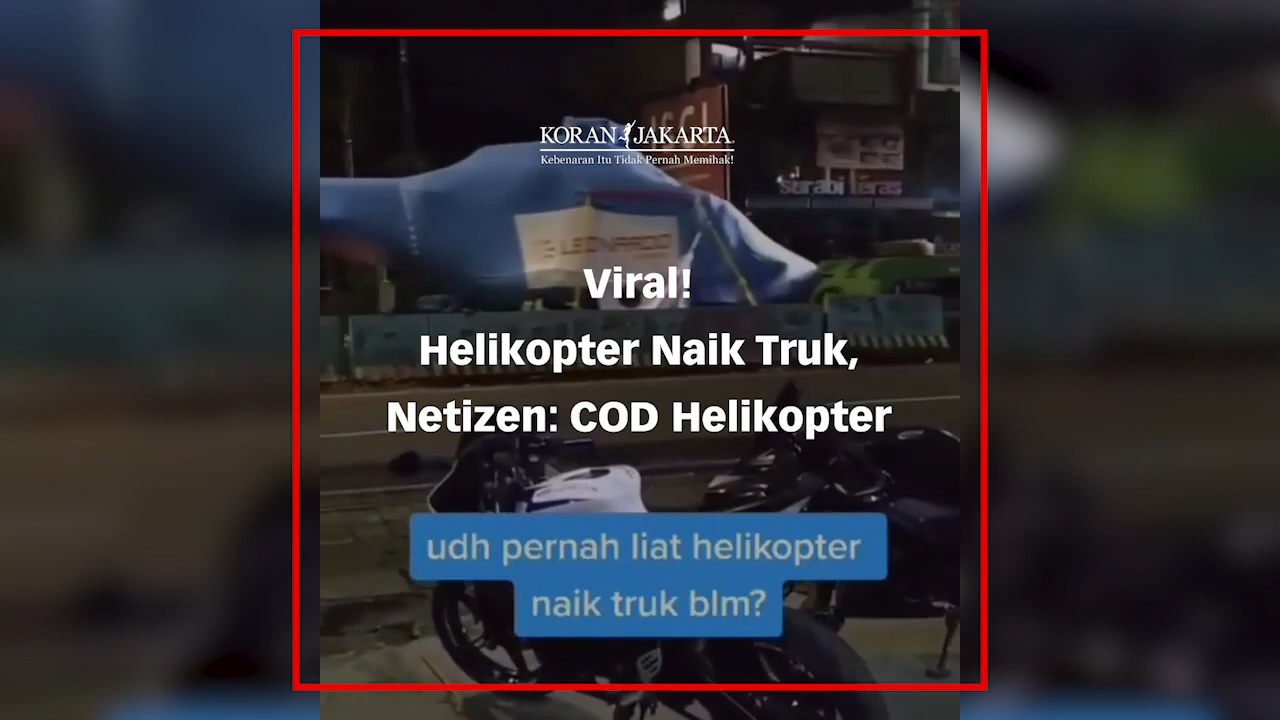 KORAN JAKARTA
Kebenaran Itu Tidak Pernah Memihak!
surabi teras
LEONARDO
Viral!
Helikopter Naik Truk,
Netizen: COD Helikopter
udh pernah liat helikopter
naik truk blm?